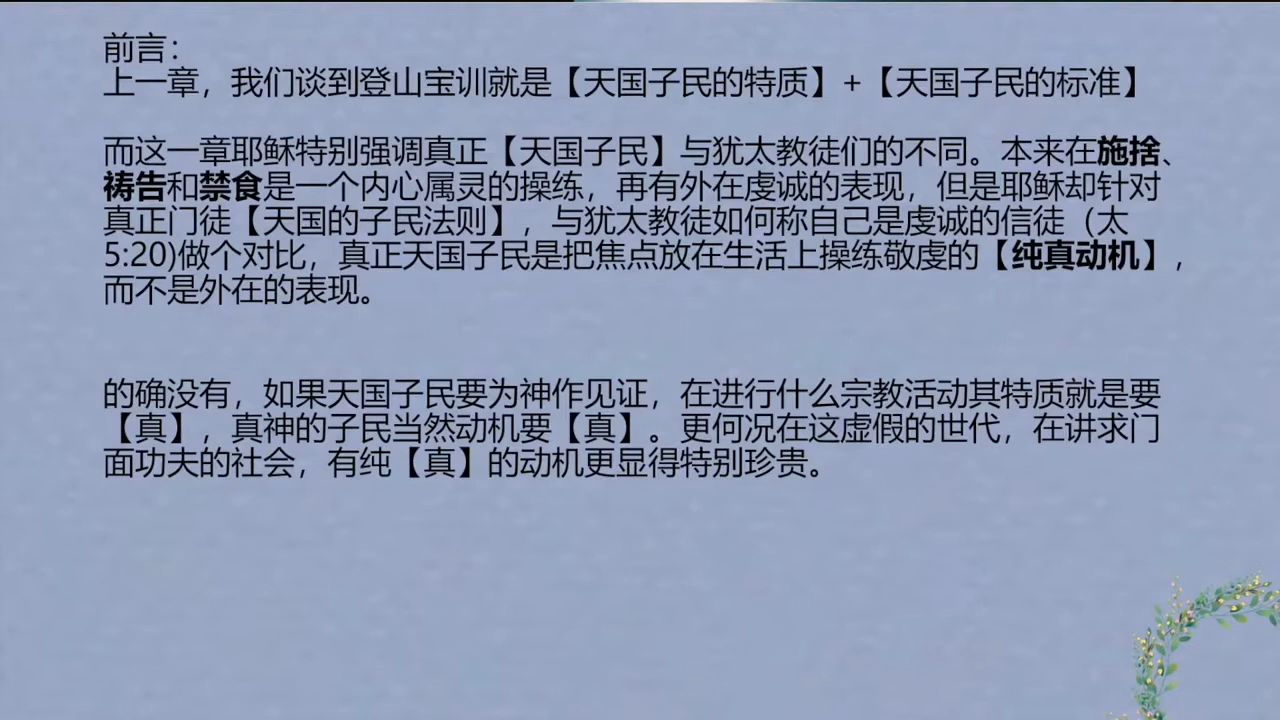 前言：
上一章，我们谈到登山宝训就是【天国子民的特质】+【天国子民的标准】
而这一章耶稣特别强调真正【天国子民】与犹太教徒们的不同。本来在施捨、
祷告和禁食是一个内心属灵的操练，再有外在虔诚的表现，但是耶稣却针对
真正门徒【天国的子民法则】，与犹太教徒如何称自己是虔诚的信徒（太
5:20)做个对比，真正天国子民是把焦点放在生活上操练敬虔的【纯真动机】，
而不是外在的表现。
的确没有，如果天国子民要为神作见证，在进行什么宗教活动其特质就是要
【真】，真神的子民当然动机要【真】。更何况在这虚假的世代，在讲求门
面功夫的社会，有纯【真】的动机更显得特别珍贵。